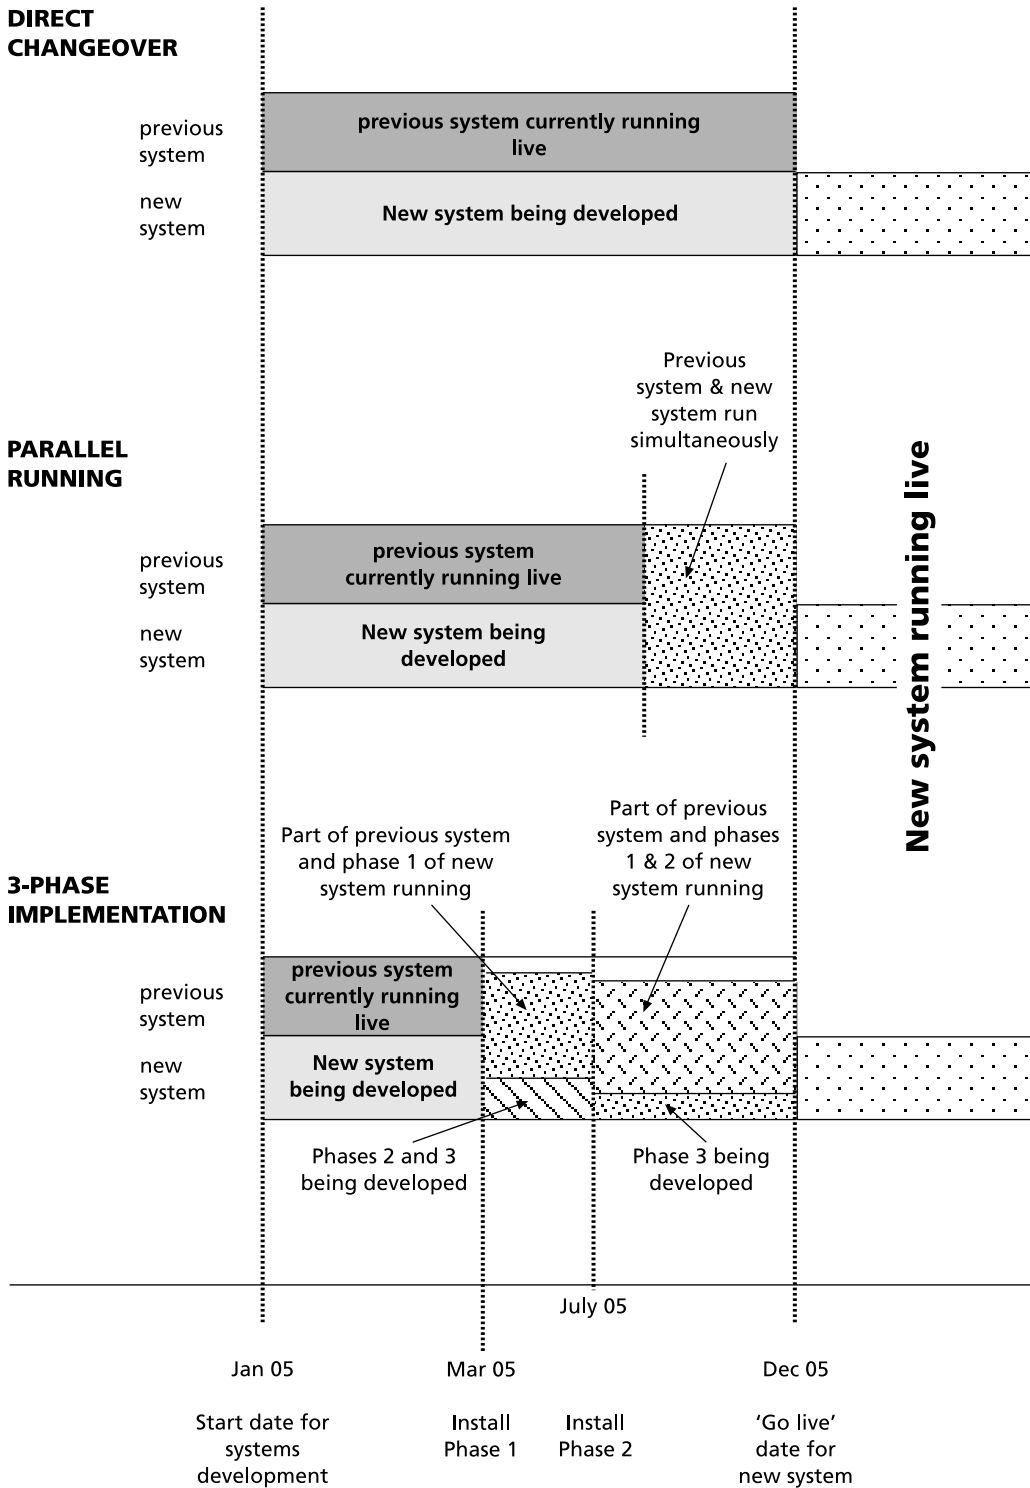 DIRECT
CHANGEOVER
previous
system
previous system currently running
live
new
system
New system being developed
Previous
system & new
system run
simultaneously
PARALLEL
RUNNING
previous
system
previous system
currently running live
new
system
New system being
developed
New system running live
Part of previous system
and phase 1 of new
system running
Part of previous
system and phases
1 & 2 of new
system running
3-PHASE
IMPLEMENTATION
previous
system
previous system
currently running
live
new
system
New system
being developed
Phases 2 and 3
being developed
Phase 3 being
developed
July 05
Jan 05
Mar 05
Dec 05
Start date for
systems
development
Install
Phase 1
Install
Phase 2
'Go live'
date for
new system